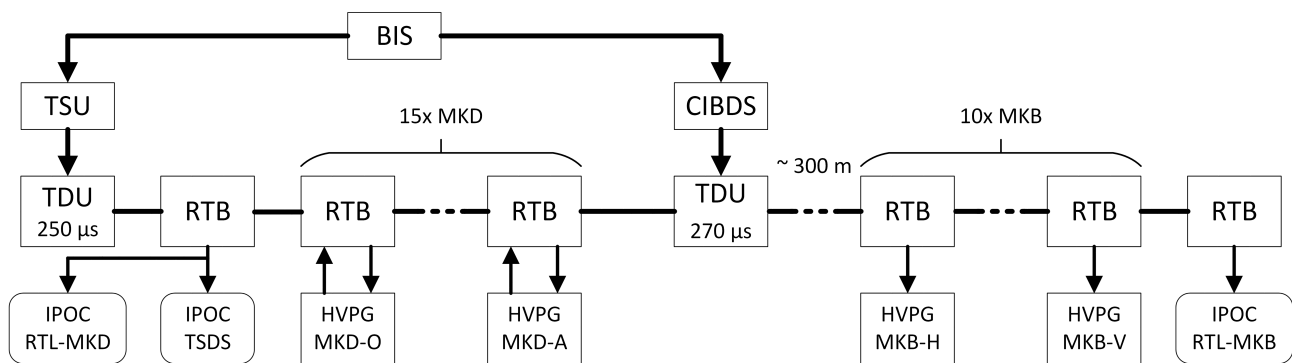 BIS
TSU
CIBDS
15x MKD
10x MKB
~ 300 m
TDU
250 µs
RTB
RTB
RTB
TDU
270 µs
RTB
RTB
RTB
IPOC
RTL-MKD
IPOC
TSDS
HVPG
MKD-O
HVPG
MKD-A
HVPG
MKB-H
HVPG
MKB-V
IPOC
RTL-MKB